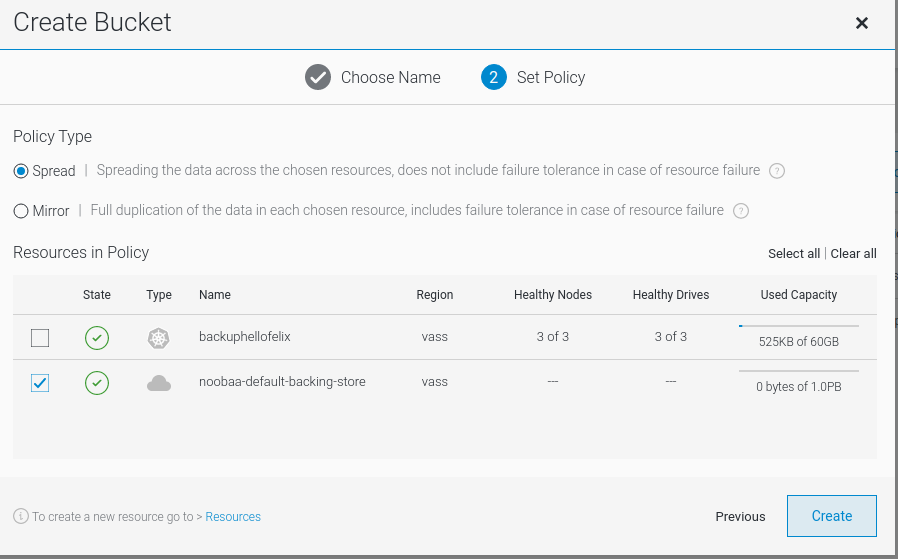 Create Bucket
Choose Name 2 Set Policy
Policy Type
Spread | Spreading the data across the chosen resources, does not include failure tolerance in case of resource failure ?
Mirror | Full duplication of the data in each chosen resource, includes failure tolerance in case of resource failure ?
Resources in Policy Select all | Clear all
State Type Name Region Healthy Nodes Healthy Drives Used Capacity
backuphellofelix vass 3 of 3 3 of 3 525KB of 60GB
noobaa-default-backing-store vass --- --- 0 bytes of 1.0PB
i To create a new resource go to > Resources Previous Create